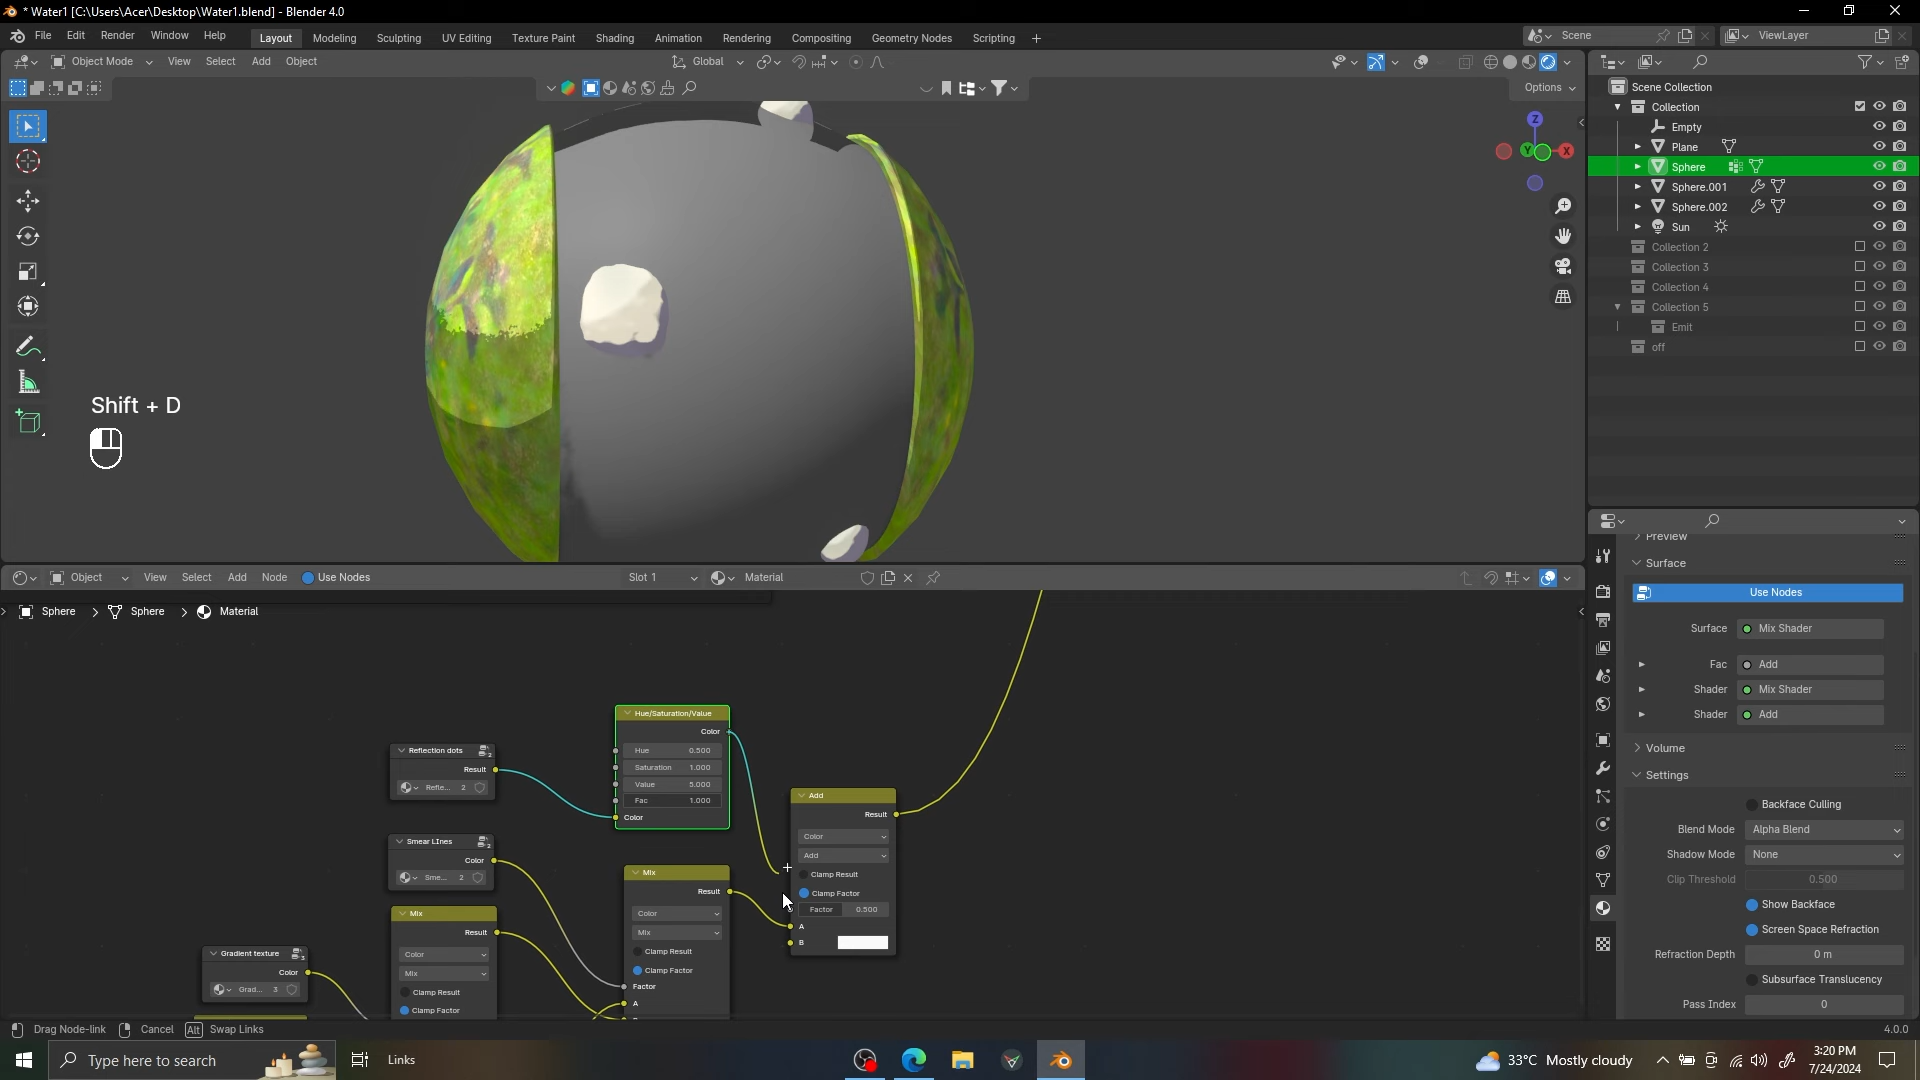 * Water1 [C:\Users\Acer\Desktop\Water1.blend] - Blender 4.0
File Edit Render Window Help
Layout Modeling Sculpting UV Editing Texture Paint Shading Animation Rendering Compositing Geometry Nodes Scripting +
Scene
ViewLayer
Object Mode View Select Add Object
Global
Options
Z
Y
X
Shift + D
Scene Collection
Collection
Empty
Plane
Sphere
Sphere.001
Sphere.002
Sun
Collection 2
Collection 3
Collection 4
Collection 5
Emit
off
Object View Select Add Node Use Nodes
Slot 1
Material
Sphere > Sphere > Material
Reflection dots
Result
Refle... 2
Smear LInes
Color
Sme... 2
Mix
Result
Color
Mix
Clamp Result
Clamp Factor
Gradient texture
Color
Grad... 3
Hue/Saturation/Value
Color
Hue 0.500
Saturation 1.000
Value 5.000
Fac 1.000
Color
Mix
Result
Color
Mix
Clamp Result
Clamp Factor
Factor
A
Add
Result
Color
Add
Clamp Result
Clamp Factor
Factor 0.500
A
B
Preview
Surface
Use Nodes
Surface Mix Shader
Fac Add
Shader Mix Shader
Shader Add
Volume
Settings
Backface Culling
Blend Mode Alpha Blend
Shadow Mode None
Clip Threshold 0.500
Show Backface
Screen Space Refraction
Refraction Depth 0 m
Subsurface Translucency
Pass Index 0
Drag Node-link Cancel Alt Swap Links
4.0.0
Type here to search
Links
33°C Mostly cloudy
3:20 PM
7/24/2024